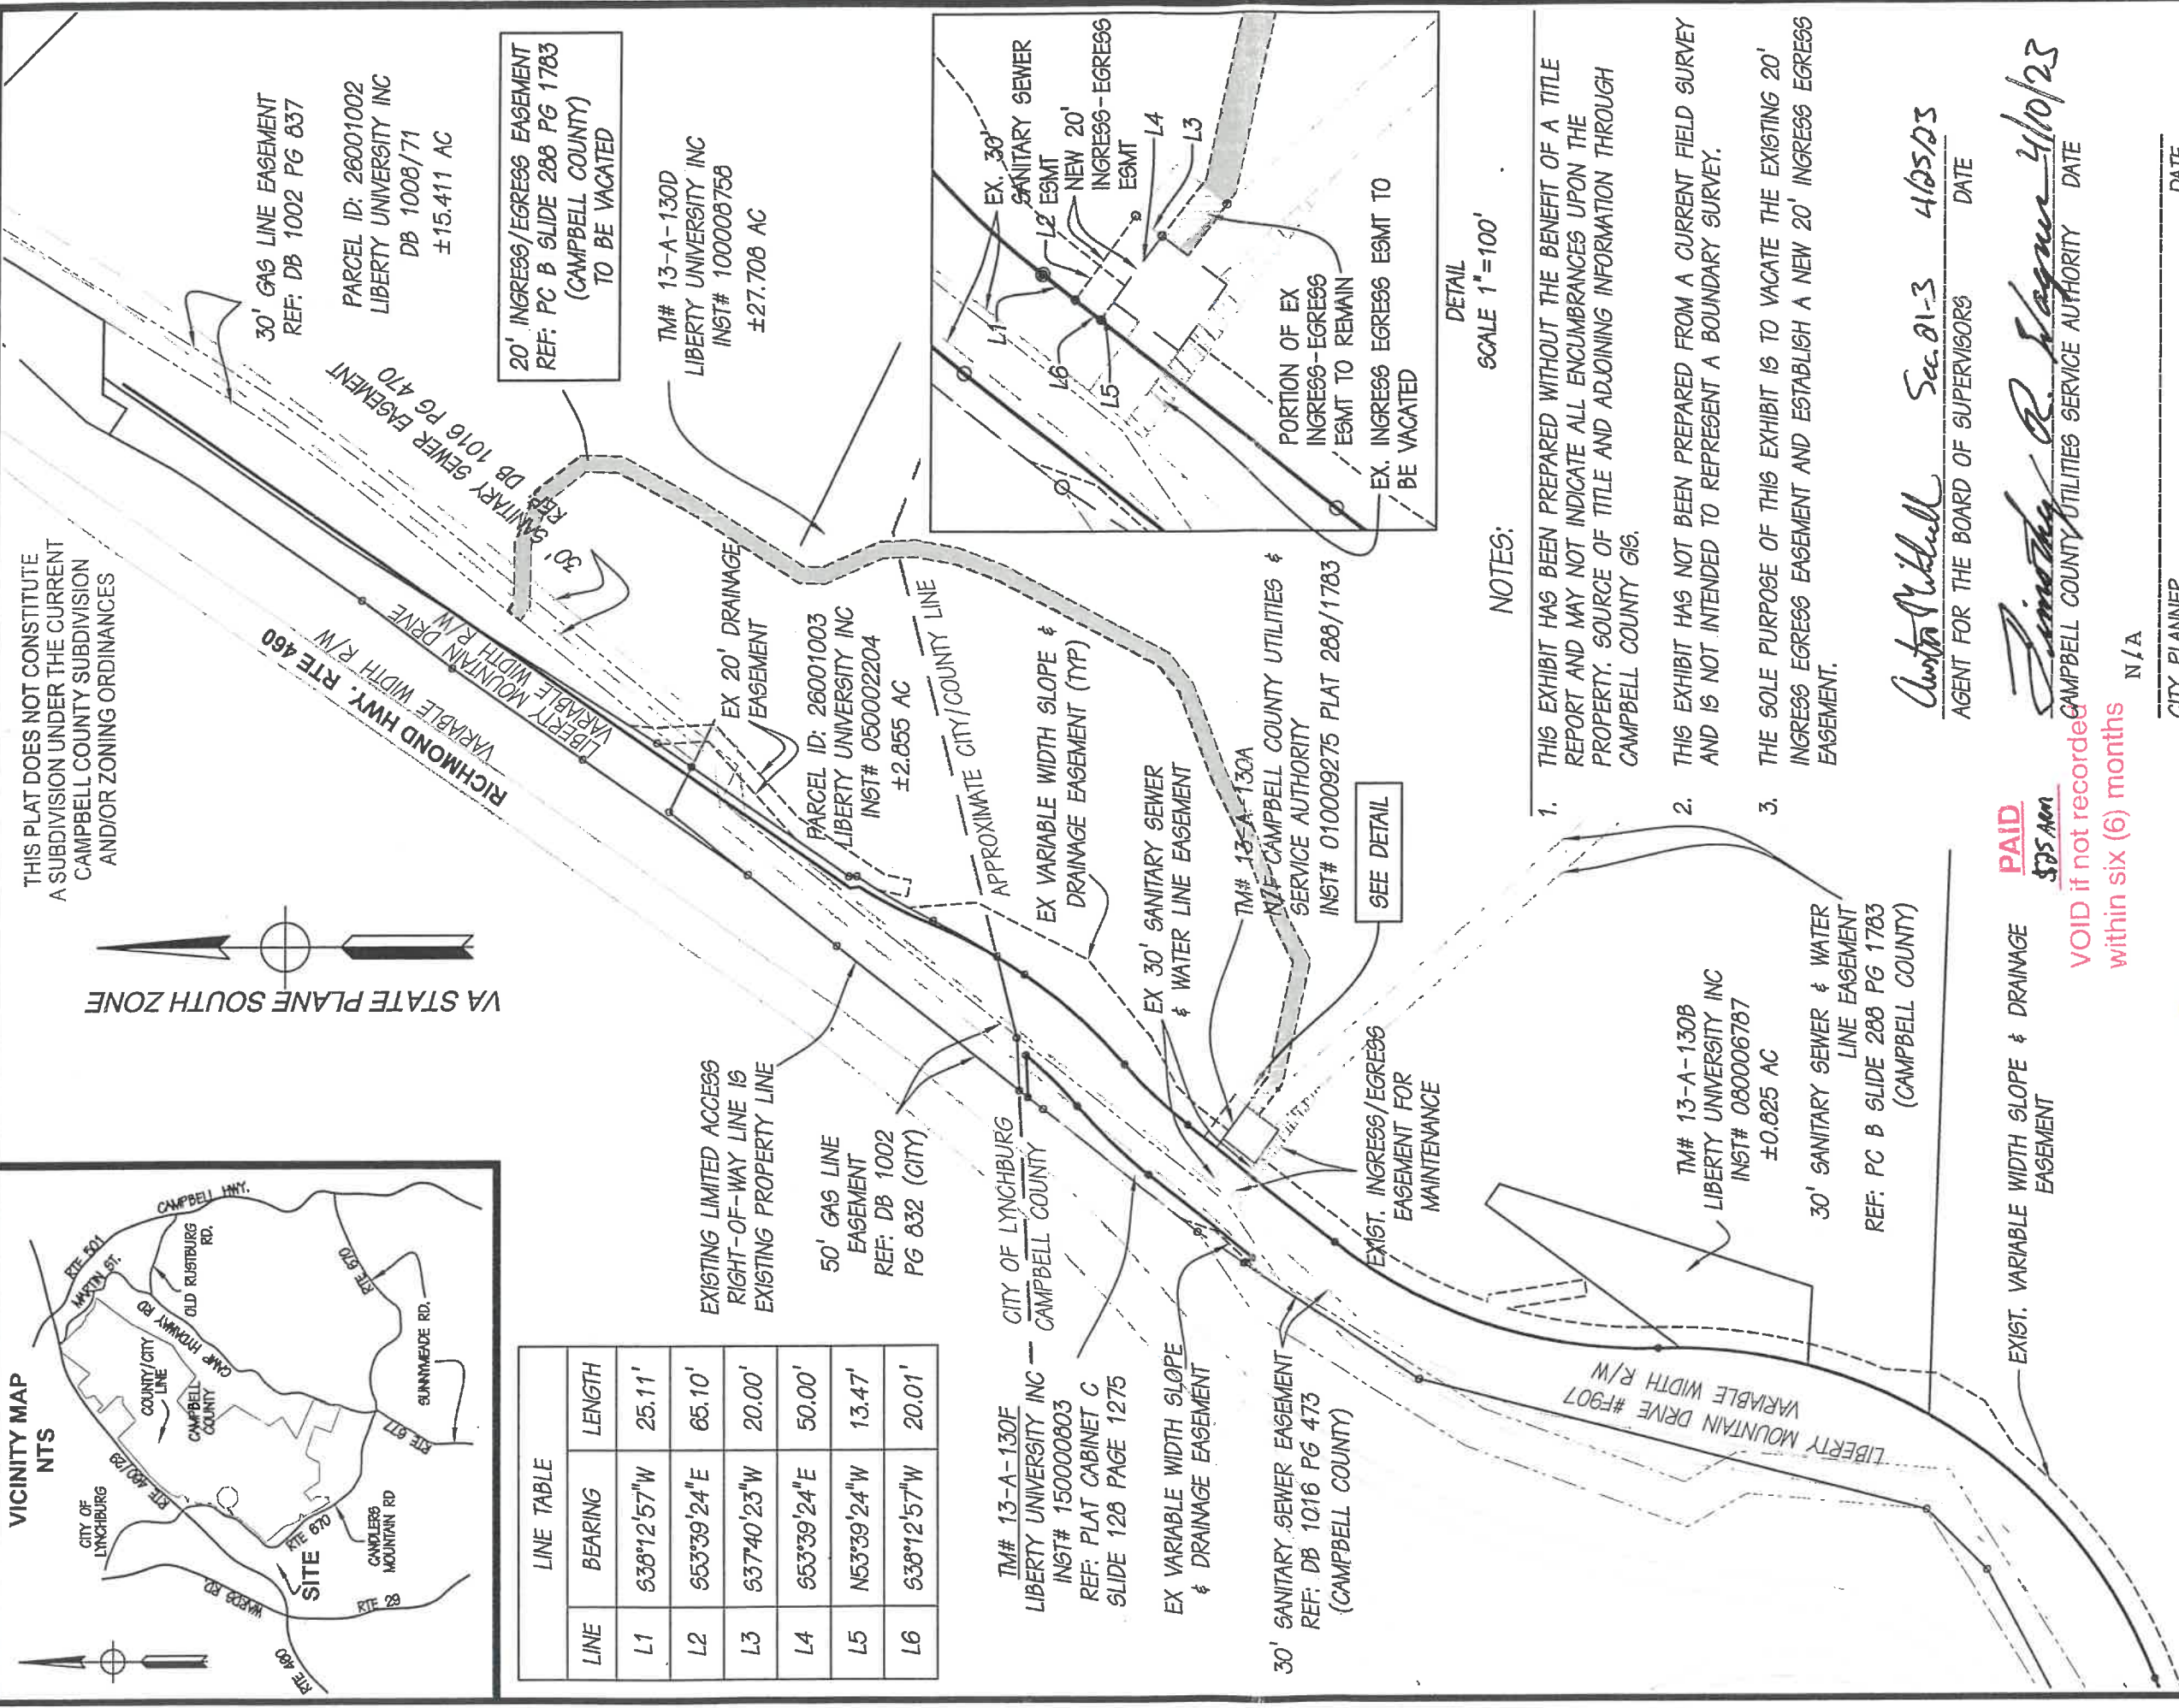 VICINITY MAP
NTS
CITY OF
LYNCHBURG
RTE 460/29
WARDS RD.
RTE 460
RTE 29
SITE
RTE 670
CANDLERS
MOUNTAIN RD
COUNTY/CITY
LINE
CAMPBELL
COUNTY
CAMP HYDAWAY RD
MARTIN ST.
RTE 501
CAMPBELL HWY.
OLD RUSTBURG
RD.
RTE 670
SUNNYMEADE RD.
RTE 677
VA STATE PLANE SOUTH ZONE
THIS PLAT DOES NOT CONSTITUTE
A SUBDIVISION UNDER THE CURRENT
CAMPBELL COUNTY SUBDIVISION
AND/OR ZONING ORDINANCES
LINE TABLE
LINE BEARING LENGTH
L1 S38°12'57"W 25.11'
L2 S53°39'24"E 65.10'
L3 S37°40'23"W 20.00'
L4 S53°39'24"E 50.00'
L5 N53°39'24"W 13.47'
L6 S38°12'57"W 20.01'
30' GAS LINE EASEMENT
REF: DB 1002 PG 837
PARCEL ID: 26001002
LIBERTY UNIVERSITY INC
DB 1008/71
±15.411 AC
20' INGRESS/EGRESS EASEMENT
REF: PC B SLIDE 288 PG 1783
(CAMPBELL COUNTY)
TO BE VACATED
30' SANITARY SEWER EASEMENT
REF DB 1016 PG 470
RICHMOND HWY. RTE 460
VARIABLE WIDTH R/W
LIBERTY MOUNTAIN DRIVE
VARIABLE WIDTH R/W
LIBERTY MOUNTAIN DRIVE
VARIABLE WIDTH R/W
TM# 13-A-130D
LIBERTY UNIVERSITY INC
INST# 100008758
±27.708 AC
EX 20' DRAINAGE
EASEMENT
PARCEL ID: 26001003
LIBERTY UNIVERSITY INC
INST# 050002204
±2.855 AC
APPROXIMATE CITY/COUNTY LINE
EX VARIABLE WIDTH SLOPE &
DRAINAGE EASEMENT (TYP)
EX 30' SANITARY SEWER
& WATER LINE EASEMENT
TM# 13-A-130A
N/F CAMPBELL COUNTY UTILITIES &
SERVICE AUTHORITY
INST# 010009275 PLAT 288/1783
SEE DETAIL
EXISTING LIMITED ACCESS
RIGHT-OF-WAY LINE IS
EXISTING PROPERTY LINE
50' GAS LINE
EASEMENT
REF: DB 1002
PG 832 (CITY)
CITY OF LYNCHBURG
CAMPBELL COUNTY
TM# 13-A-130F
LIBERTY UNIVERSITY INC
INST# 150000803
REF: PLAT CABINET C
SLIDE 128 PAGE 1275
EX VARIABLE WIDTH SLOPE
& DRAINAGE EASEMENT
30' SANITARY SEWER EASEMENT
REF: DB 1016 PG 473
(CAMPBELL COUNTY)
EXIST. INGRESS/EGRESS
EASEMENT FOR
MAINTENANCE
LIBERTY MOUNTAIN DRIVE #F907
VARIABLE WIDTH R/W
TM# 13-A-130B
LIBERTY UNIVERSITY INC
INST# 080006787
±0.825 AC
30' SANITARY SEWER & WATER
LINE EASEMENT
REF: PC B SLIDE 288 PG 1783
(CAMPBELL COUNTY)
EXIST. VARIABLE WIDTH SLOPE & DRAINAGE
EASEMENT
EX. 30'
SANITARY SEWER
ESMT
L2
NEW 20'
INGRESS-EGRESS
ESMT
L4
L3
L1
L6
L5
PORTION OF EX
INGRESS-EGRESS
ESMT TO REMAIN
EX. INGRESS EGRESS ESMT TO
BE VACATED
DETAIL
SCALE 1"=100'
NOTES:
1. THIS EXHIBIT HAS BEEN PREPARED WITHOUT THE BENEFIT OF A TITLE
REPORT AND MAY NOT INDICATE ALL ENCUMBRANCES UPON THE
PROPERTY. SOURCE OF TITLE AND ADJOINING INFORMATION THROUGH
CAMPBELL COUNTY GIS.
2. THIS EXHIBIT HAS NOT BEEN PREPARED FROM A CURRENT FIELD SURVEY
AND IS NOT INTENDED TO REPRESENT A BOUNDARY SURVEY.
3. THE SOLE PURPOSE OF THIS EXHIBIT IS TO VACATE THE EXISTING 20'
INGRESS EGRESS EASEMENT AND ESTABLISH A NEW 20' INGRESS EGRESS
EASEMENT.
Austin Mitchell Sec. 21-3 4/25/23
AGENT FOR THE BOARD OF SUPERVISORS DATE
Timothy R. Wagner 4/10/23
CAMPBELL COUNTY UTILITIES SERVICE AUTHORITY DATE
N/A
CITY PLANNER DATE
PAID
$25 ARM
VOID if not recorded
within six (6) months